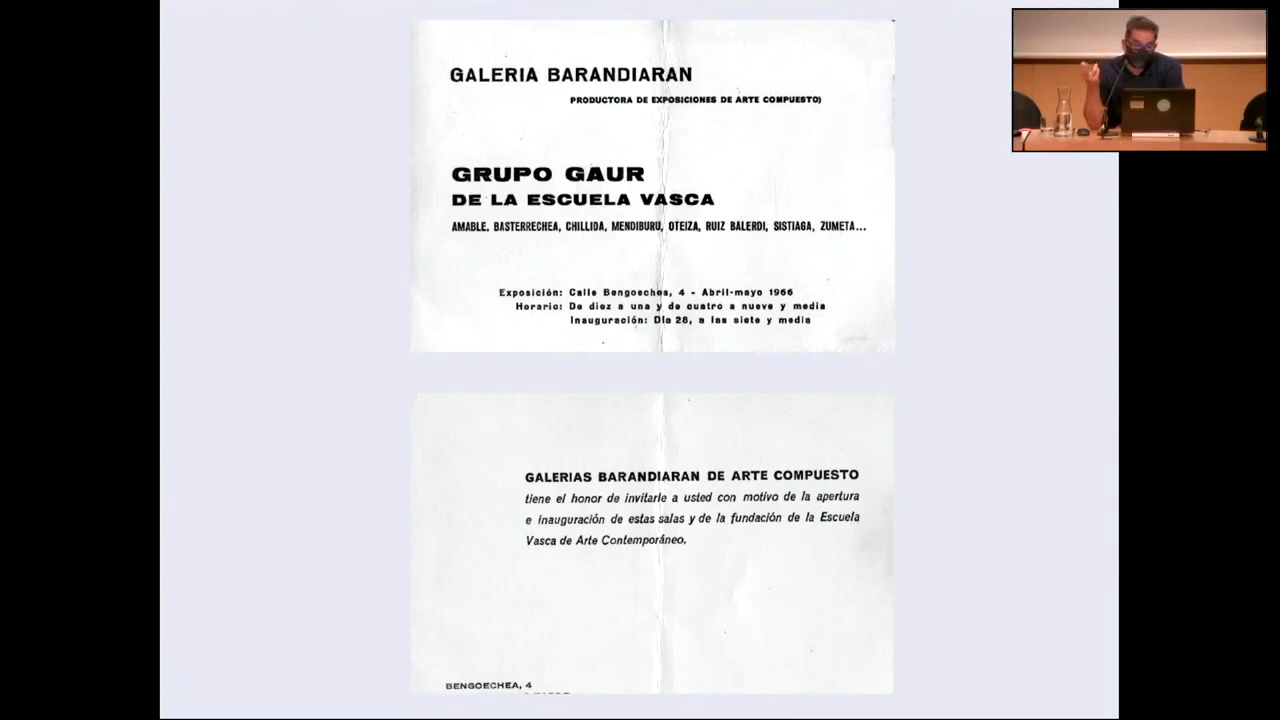 GALERIA BARANDIARAN
PRODUCTORA DE EXPOSICIONES DE ARTE COMPUESTO)
GRUPO GAUR
DE LA ESCUELA VASCA
AMABLE. BASTERRECHEA, CHILLIDA, MENDIBURU, OTEIZA, RUIZ BALERDI, SISTIAGA, ZUMETA...
Exposición: Calle Bengoechea, 4 - Abril-mayo 1966
Horario: De diez a una y de cuatro a nueve y media
Inauguración: Día 28, a las siete y media
GALERIAS BARANDIARAN DE ARTE COMPUESTO
tiene el honor de invitarle a usted con motivo de la apertura
e inauguración de estas salas y de la fundación de la Escuela
Vasca de Arte Contemporáneo.
BENGOECHEA, 4